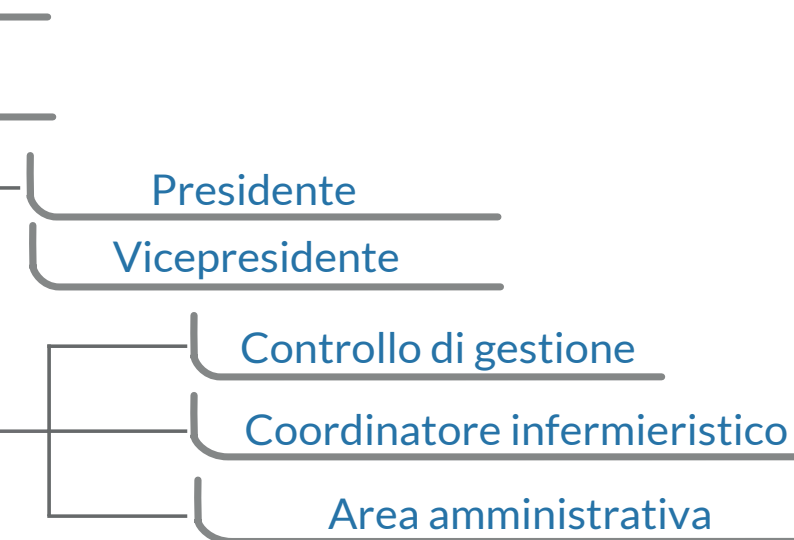 Presidente
Vicepresidente
Controllo di gestione
Coordinatore infermieristico
Area amministrativa